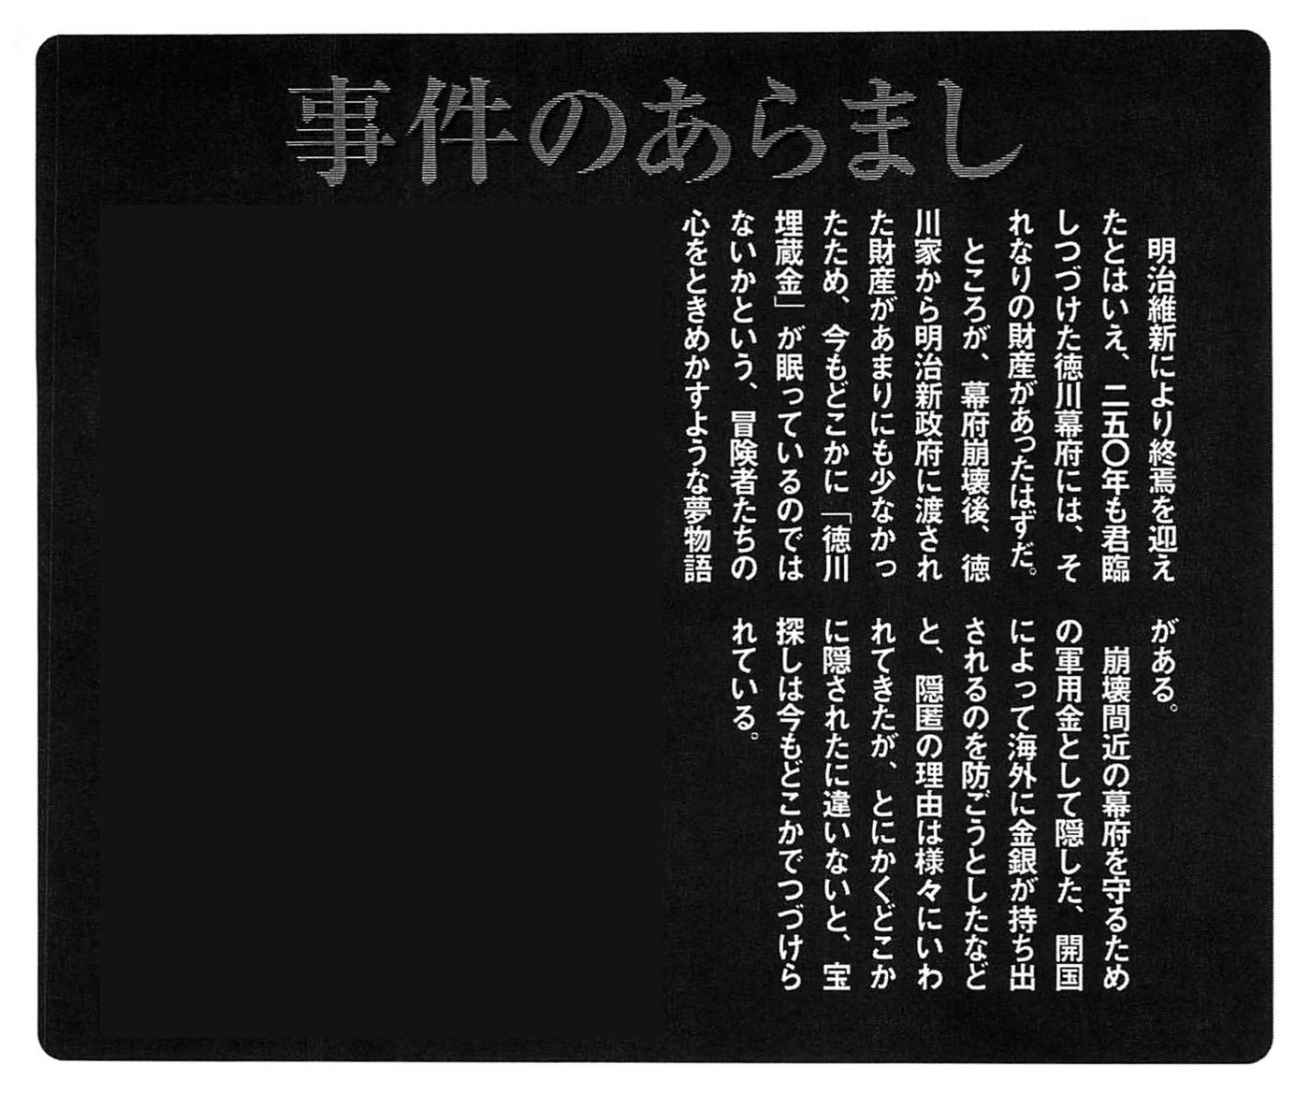 事件のあらまし
明治維新により終焉を迎え
たとはいえ、二五〇年も君臨
しつづけた徳川幕府には、そ
れなりの財産があったはずだ。
ところが、幕府崩壊後、徳
川家から明治新政府に渡され
た財産があまりにも少なかっ
たため、今もどこかに「徳川
埋蔵金」が眠っているのでは
ないかという、冒険者たちの
心をときめかすような夢物語
がある。
崩壊間近の幕府を守るため
の軍用金として隠した、開国
によって海外に金銀が持ち出
されるのを防ごうとしたなど
と、隠匿の理由は様々にいわ
れてきたが、とにかくどこか
に隠されたに違いないと、宝
探しは今もどこかでつづけら
れている。